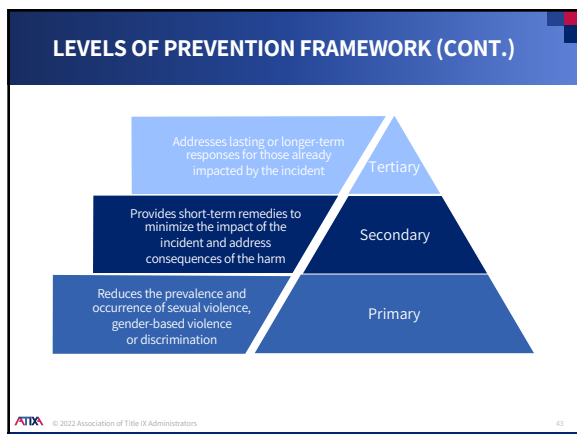 LEVELS OF PREVENTION FRAMEWORK (CONT.)
Addresses lasting or longer-term
responses for those already
impacted by the incident
Tertiary
Provides short-term remedies to
minimize the impact of the
incident and address
consequences of the harm
Secondary
Reduces the prevalence and
occurrence of sexual violence,
gender-based violence
or discrimination
Primary
ATIXA © 2022 Association of Title IX Administrators
43